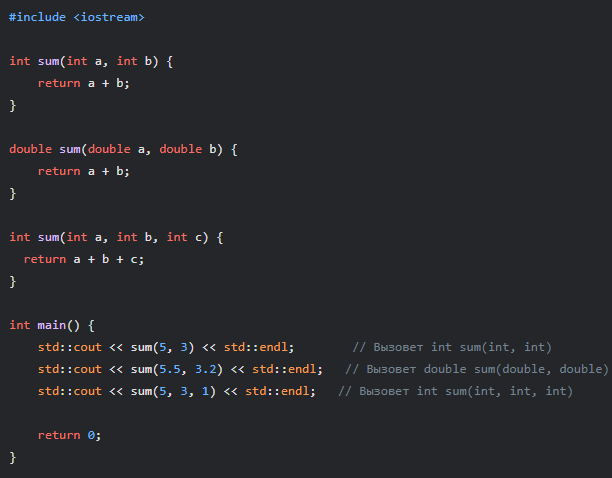 #include <iostream>

int sum(int a, int b) {
    return a + b;
}

double sum(double a, double b) {
    return a + b;
}

int sum(int a, int b, int c) {
  return a + b + c;
}

int main() {
    std::cout << sum(5, 3) << std::endl;        // Вызовет int sum(int, int)
    std::cout << sum(5.5, 3.2) << std::endl;   // Вызовет double sum(double, double)
    std::cout << sum(5, 3, 1) << std::endl;   // Вызовет int sum(int, int, int)

    return 0;
}